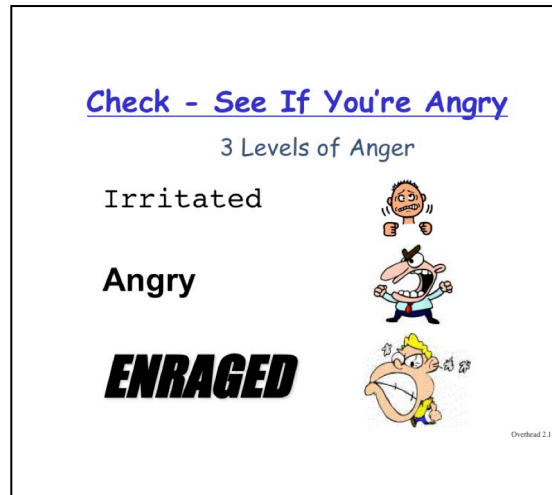 Check - See If You're Angry
3 Levels of Anger
Irritated
Angry
ENRAGED
Overhead 2.1